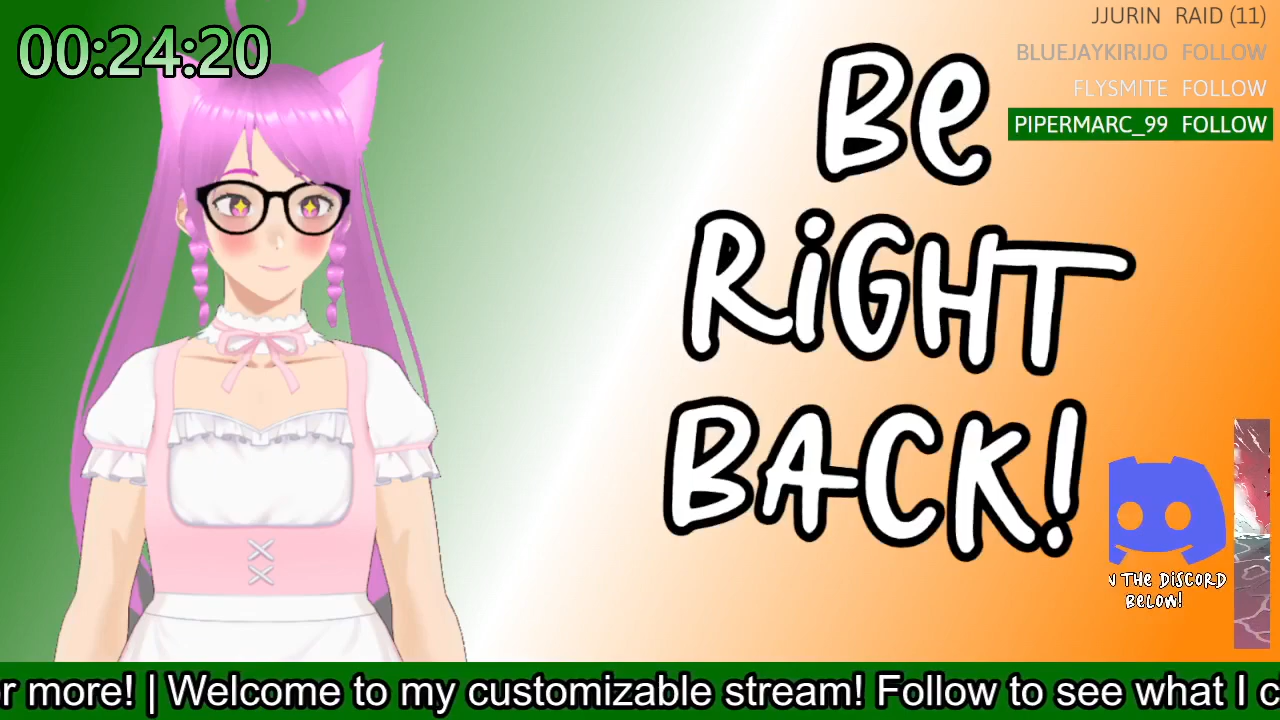 00:24:20
JJURIN RAID (11)
BLUEJAYKIRIJO FOLLOW
FLYSMITE FOLLOW
PIPERMARC_99 FOLLOW
Be
RiGHT
BACK!
THE DiSCORD
BELOW!
r more! | Welcome to my customizable stream! Follow to see what I c